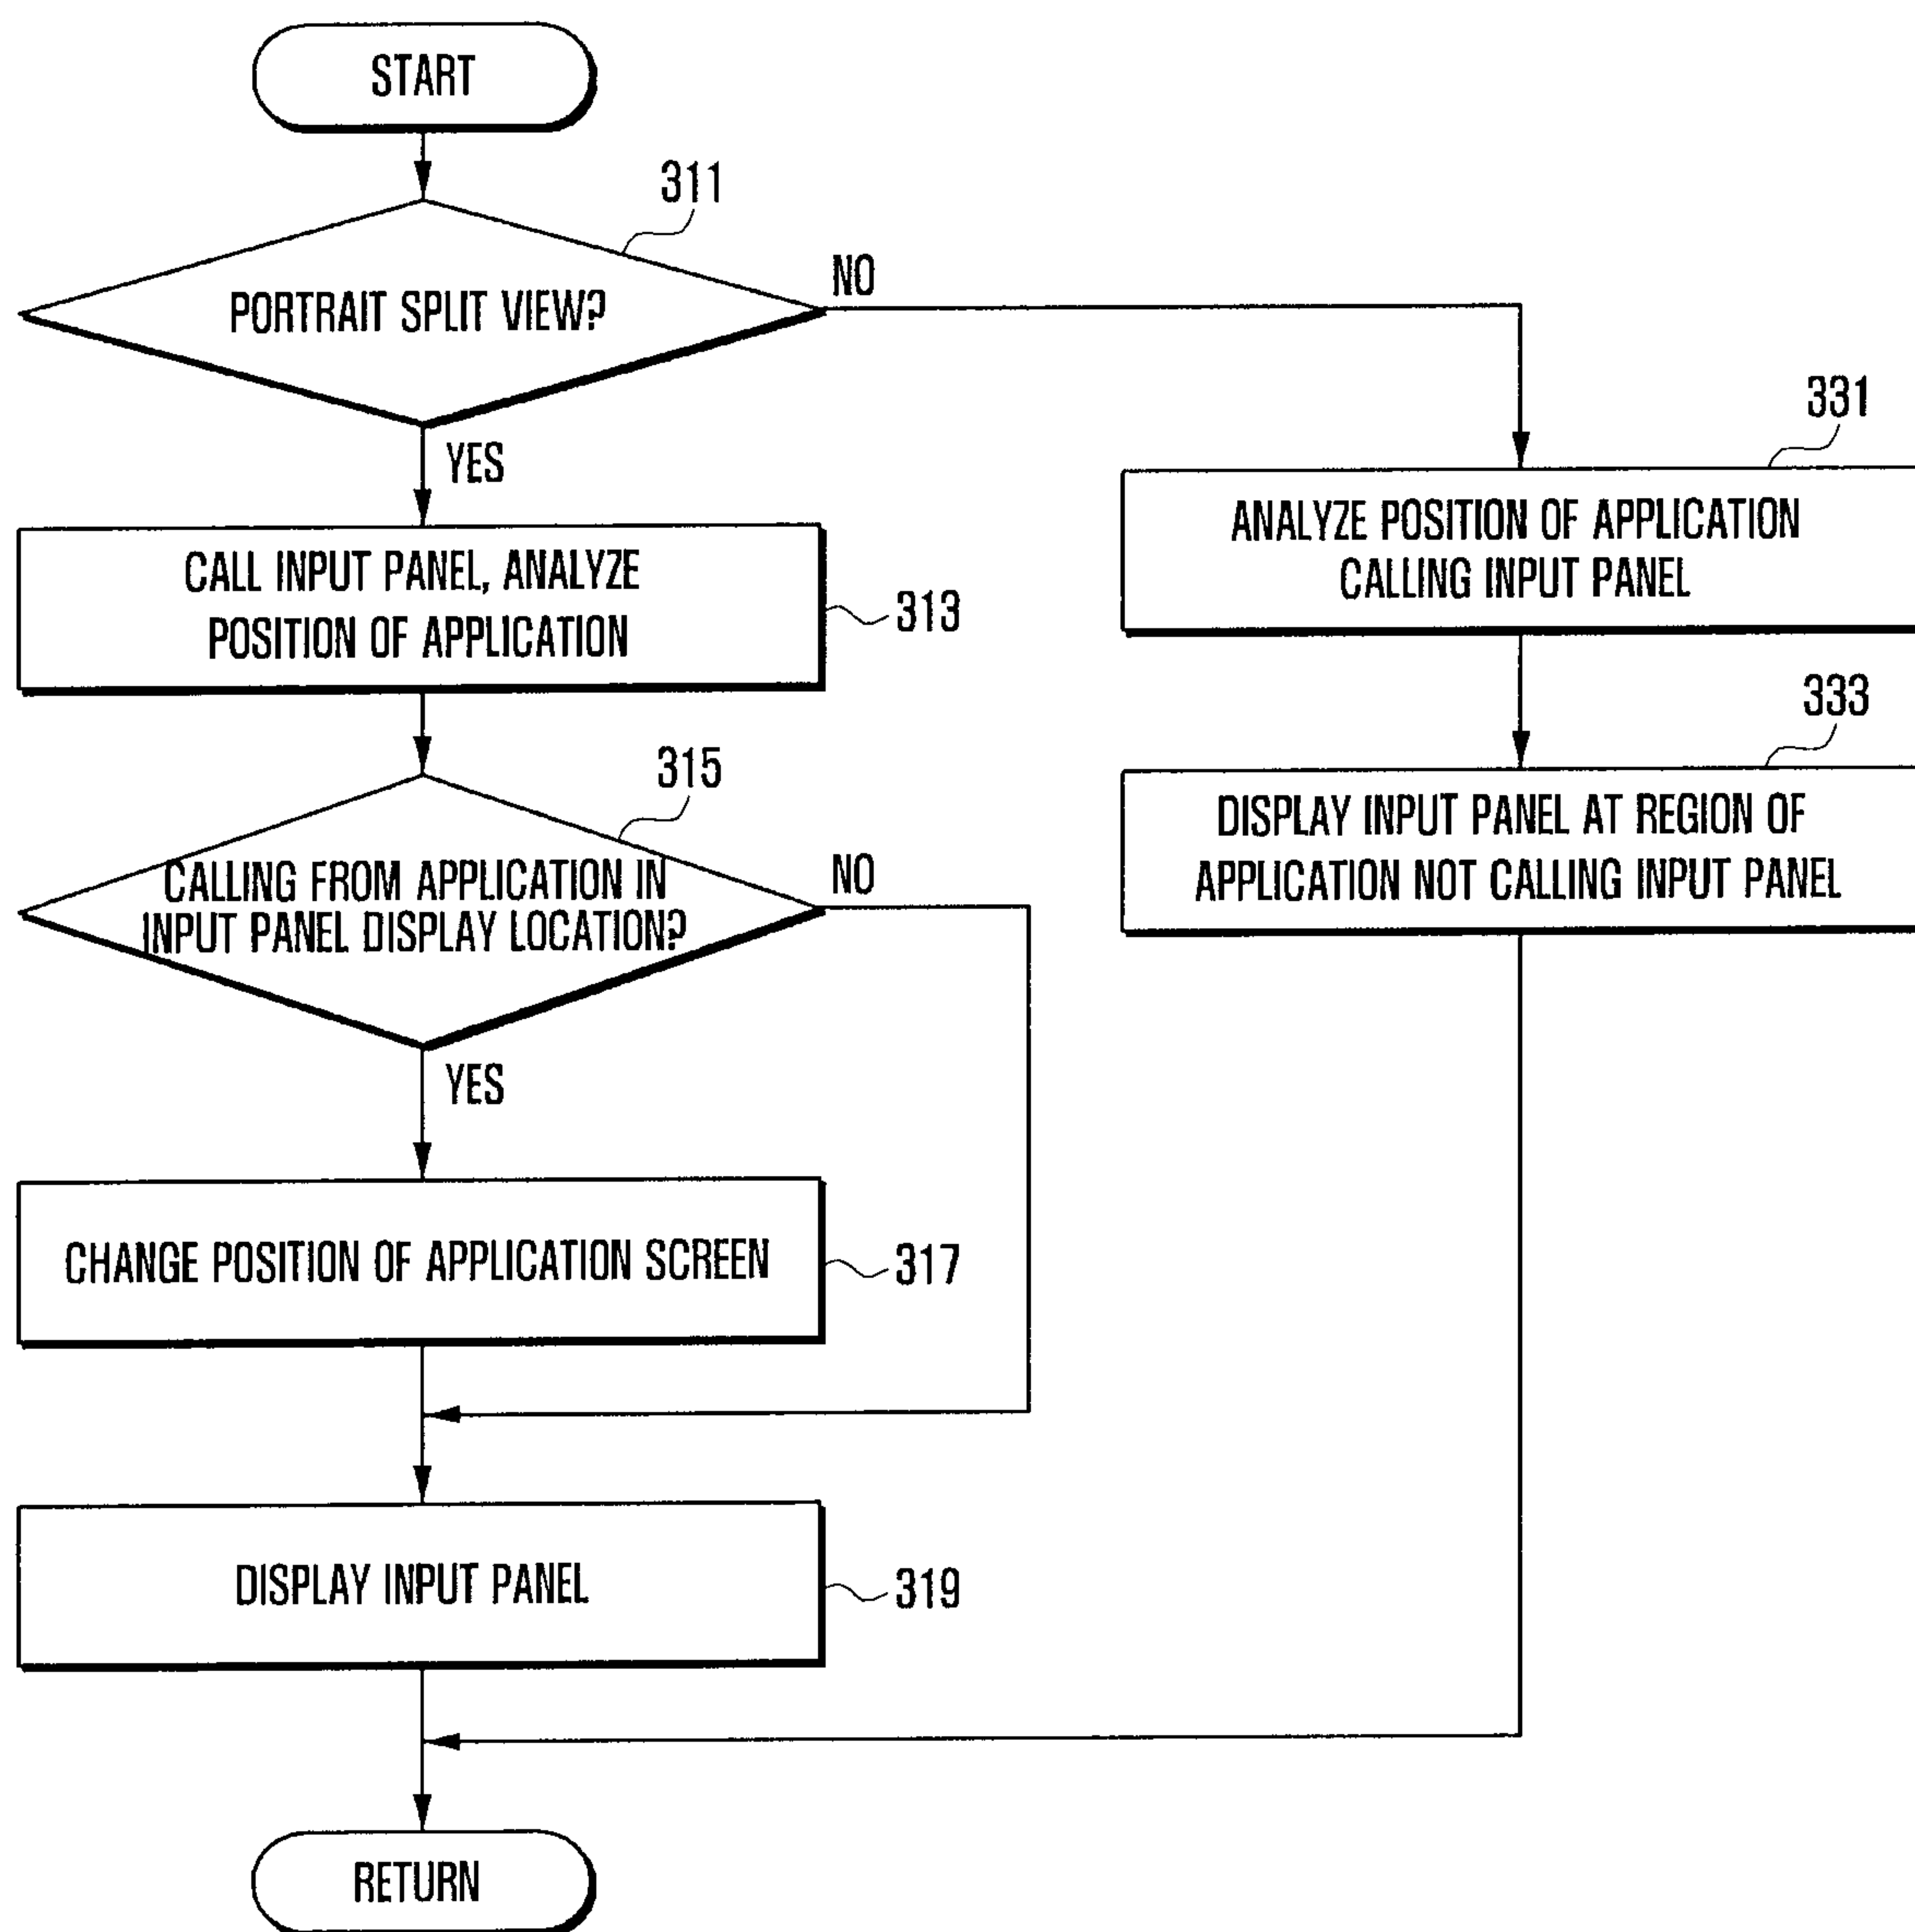 START
311
PORTRAIT SPLIT VIEW?
NO
YES
331
ANALYZE POSITION OF APPLICATION
CALLING INPUT PANEL
CALL INPUT PANEL, ANALYZE
POSITION OF APPLICATION
313
333
DISPLAY INPUT PANEL AT REGION OF
APPLICATION NOT CALLING INPUT PANEL
315
CALLING FROM APPLICATION IN
INPUT PANEL DISPLAY LOCATION?
NO
YES
CHANGE POSITION OF APPLICATION SCREEN
317
DISPLAY INPUT PANEL
319
RETURN